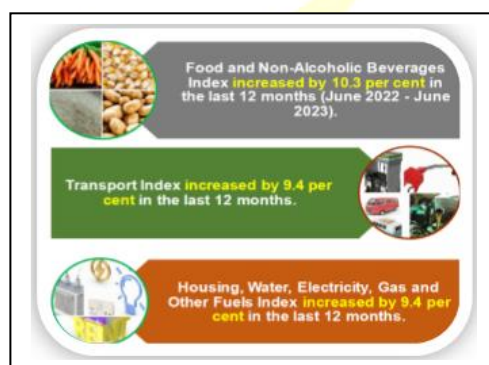 Food and Non-Alcoholic Beverages
Index increased by 10.3 per cent in
the last 12 months (June 2022 - June
2023).
Transport Index increased by 9.4 per
cent in the last 12 months.
Housing, Water, Electricity, Gas and
Other Fuels Index increased by 9.4 per
cent in the last 12 months.